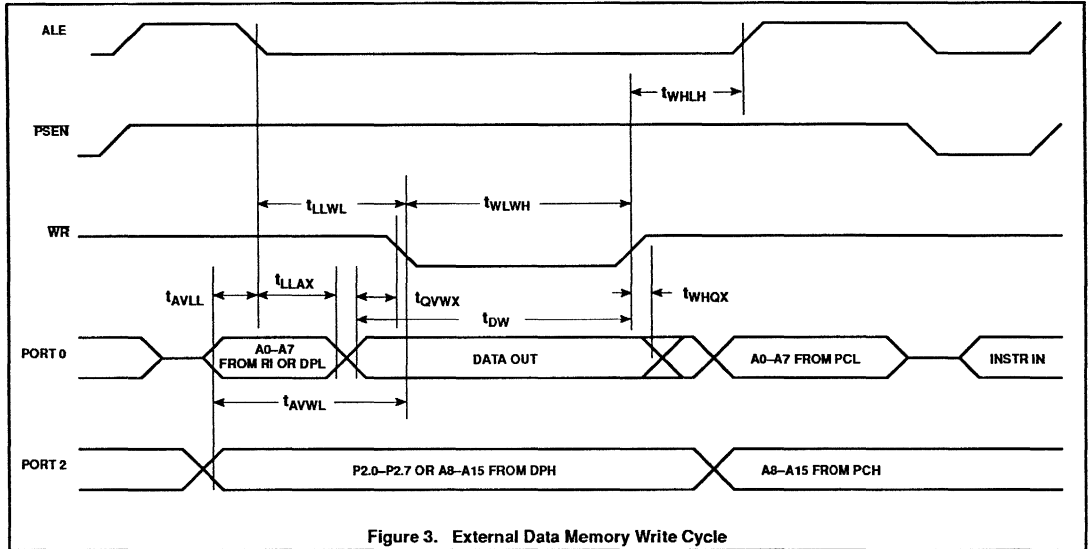 ALE
tWHLH
PSEN
tLLWL
tWLWH
WR
tAVLL
tLLAX
tQVWX
tWHQX
tDW
PORT 0
A0–A7
FROM RI OR DPL
DATA OUT
A0–A7 FROM PCL
INSTR IN
tAVWL
PORT 2
P2.0–P2.7 OR A8–A15 FROM DPH
A8–A15 FROM PCH
Figure 3. External Data Memory Write Cycle